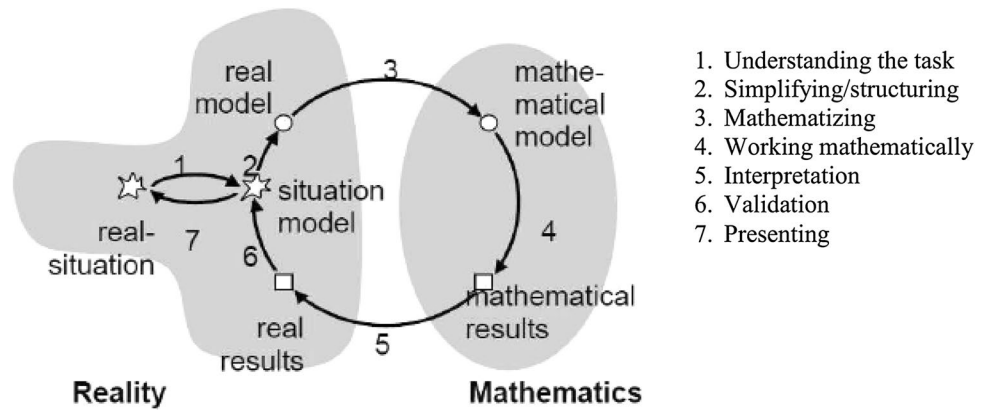 real
model
3
mathe-
matical
model
1
2
situation
model
real-
situation
7
6
4
real
results
5
mathematical
results
Reality
Mathematics
1. Understanding the task
2. Simplifying/structuring
3. Mathematizing
4. Working mathematically
5. Interpretation
6. Validation
7. Presenting